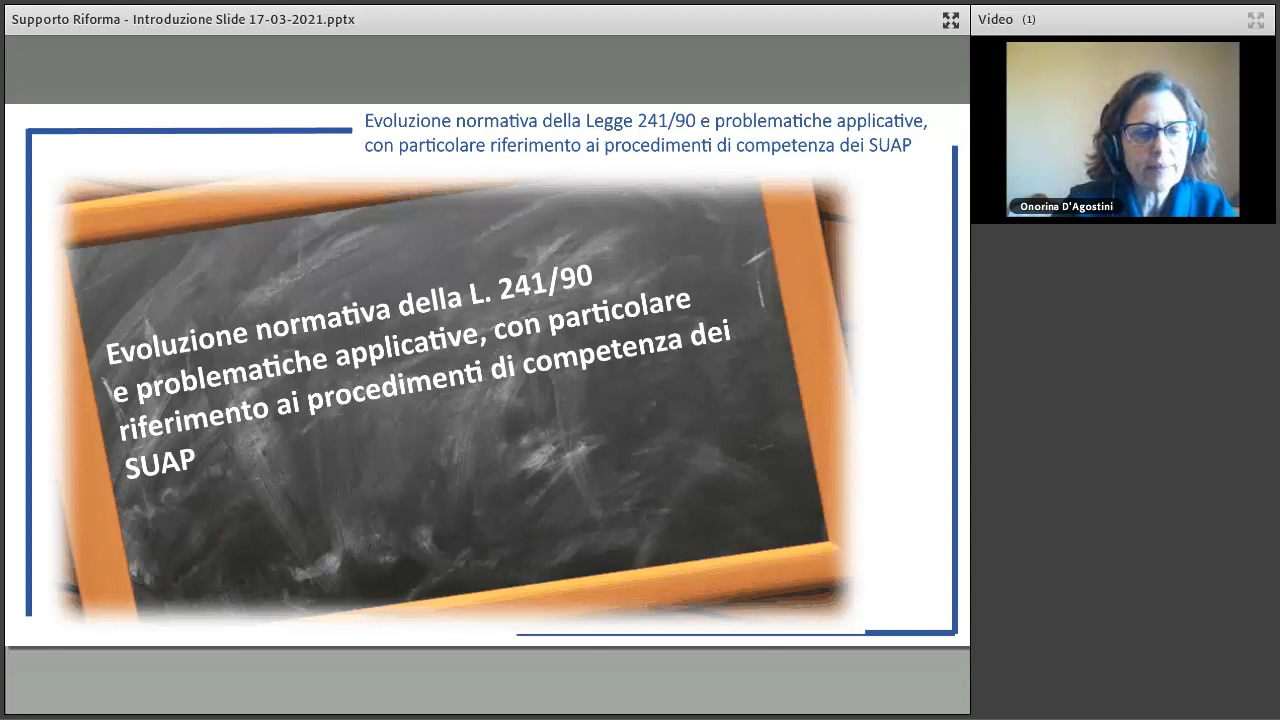 Supporto Riforma - Introduzione Slide 17-03-2021.pptx
Video (1)
Evoluzione normativa della Legge 241/90 e problematiche applicative,
con particolare riferimento ai procedimenti di competenza dei SUAP
Onorina D'Agostini
Evoluzione normativa della L. 241/90
e problematiche applicative, con particolare
riferimento ai procedimenti di competenza dei
SUAP